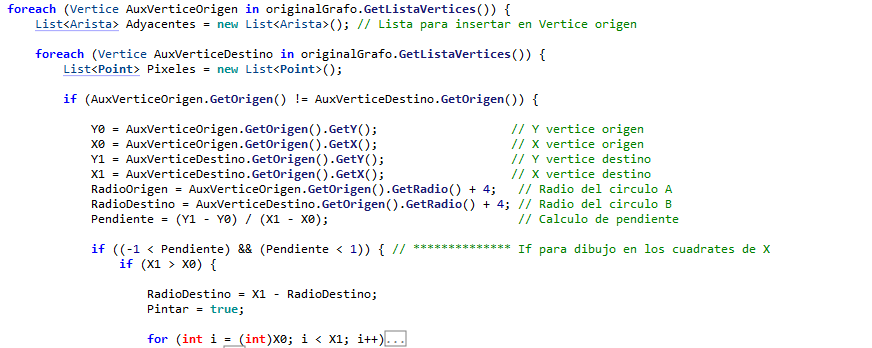 foreach (Vertice AuxVerticeOrigen in originalGrafo.GetListaVertices()) {
List<Arista> Adyacentes = new List<Arista>(); // Lista para insertar en Vertice origen
foreach (Vertice AuxVerticeDestino in originalGrafo.GetListaVertices()) {
List<Point> Pixeles = new List<Point>();
if (AuxVerticeOrigen.GetOrigen() != AuxVerticeDestino.GetOrigen()) {
Y0 = AuxVerticeOrigen.GetOrigen().GetY(); // Y vertice origen
X0 = AuxVerticeOrigen.GetOrigen().GetX(); // X vertice origen
Y1 = AuxVerticeDestino.GetOrigen().GetY(); // Y vertice destino
X1 = AuxVerticeDestino.GetOrigen().GetX(); // X vertice destino
RadioOrigen = AuxVerticeOrigen.GetOrigen().GetRadio() + 4; // Radio del circulo A
RadioDestino = AuxVerticeDestino.GetOrigen().GetRadio() + 4; // Radio del circulo B
Pendiente = (Y1 - Y0) / (X1 - X0); // Calculo de pendiente
if ((-1 < Pendiente) && (Pendiente < 1)) { // ************** If para dibujo en los cuadrates de X
if (X1 > X0) {
RadioDestino = X1 - RadioDestino;
Pintar = true;
for (int i = (int)X0; i < X1; i++)...